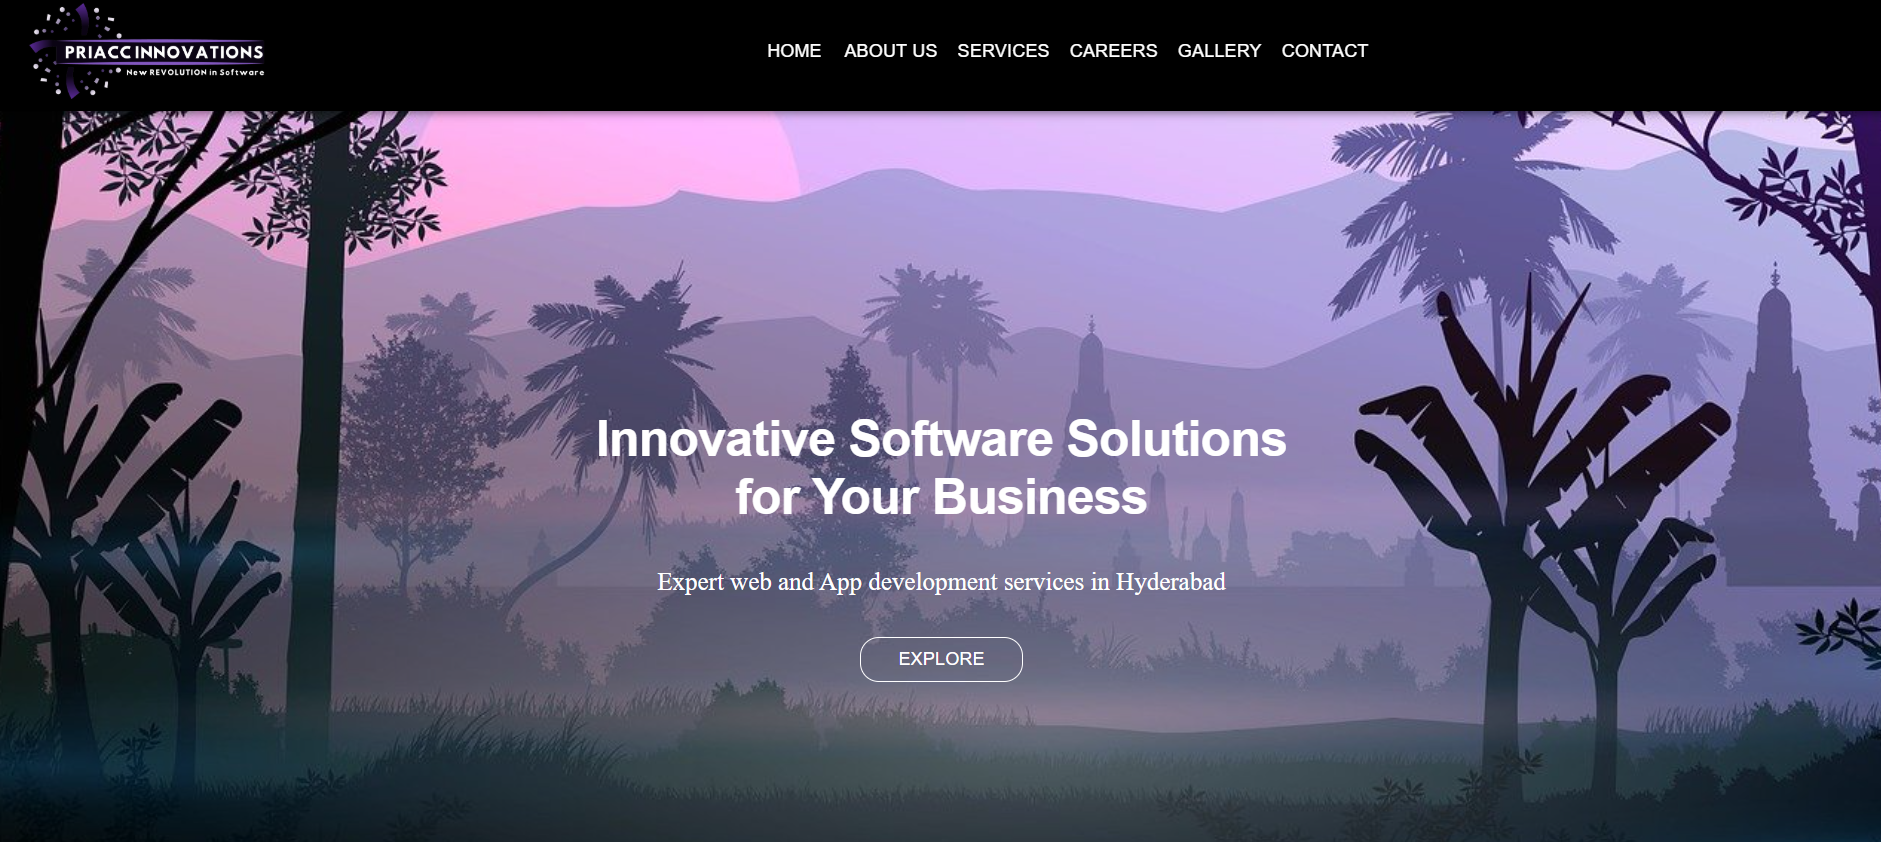 PRIACC INNOVATIONS
New REVOLUTION in Software
HOME ABOUT US SERVICES CAREERS GALLERY CONTACT
Innovative Software Solutions
for Your Business
Expert web and App development services in Hyderabad
EXPLORE